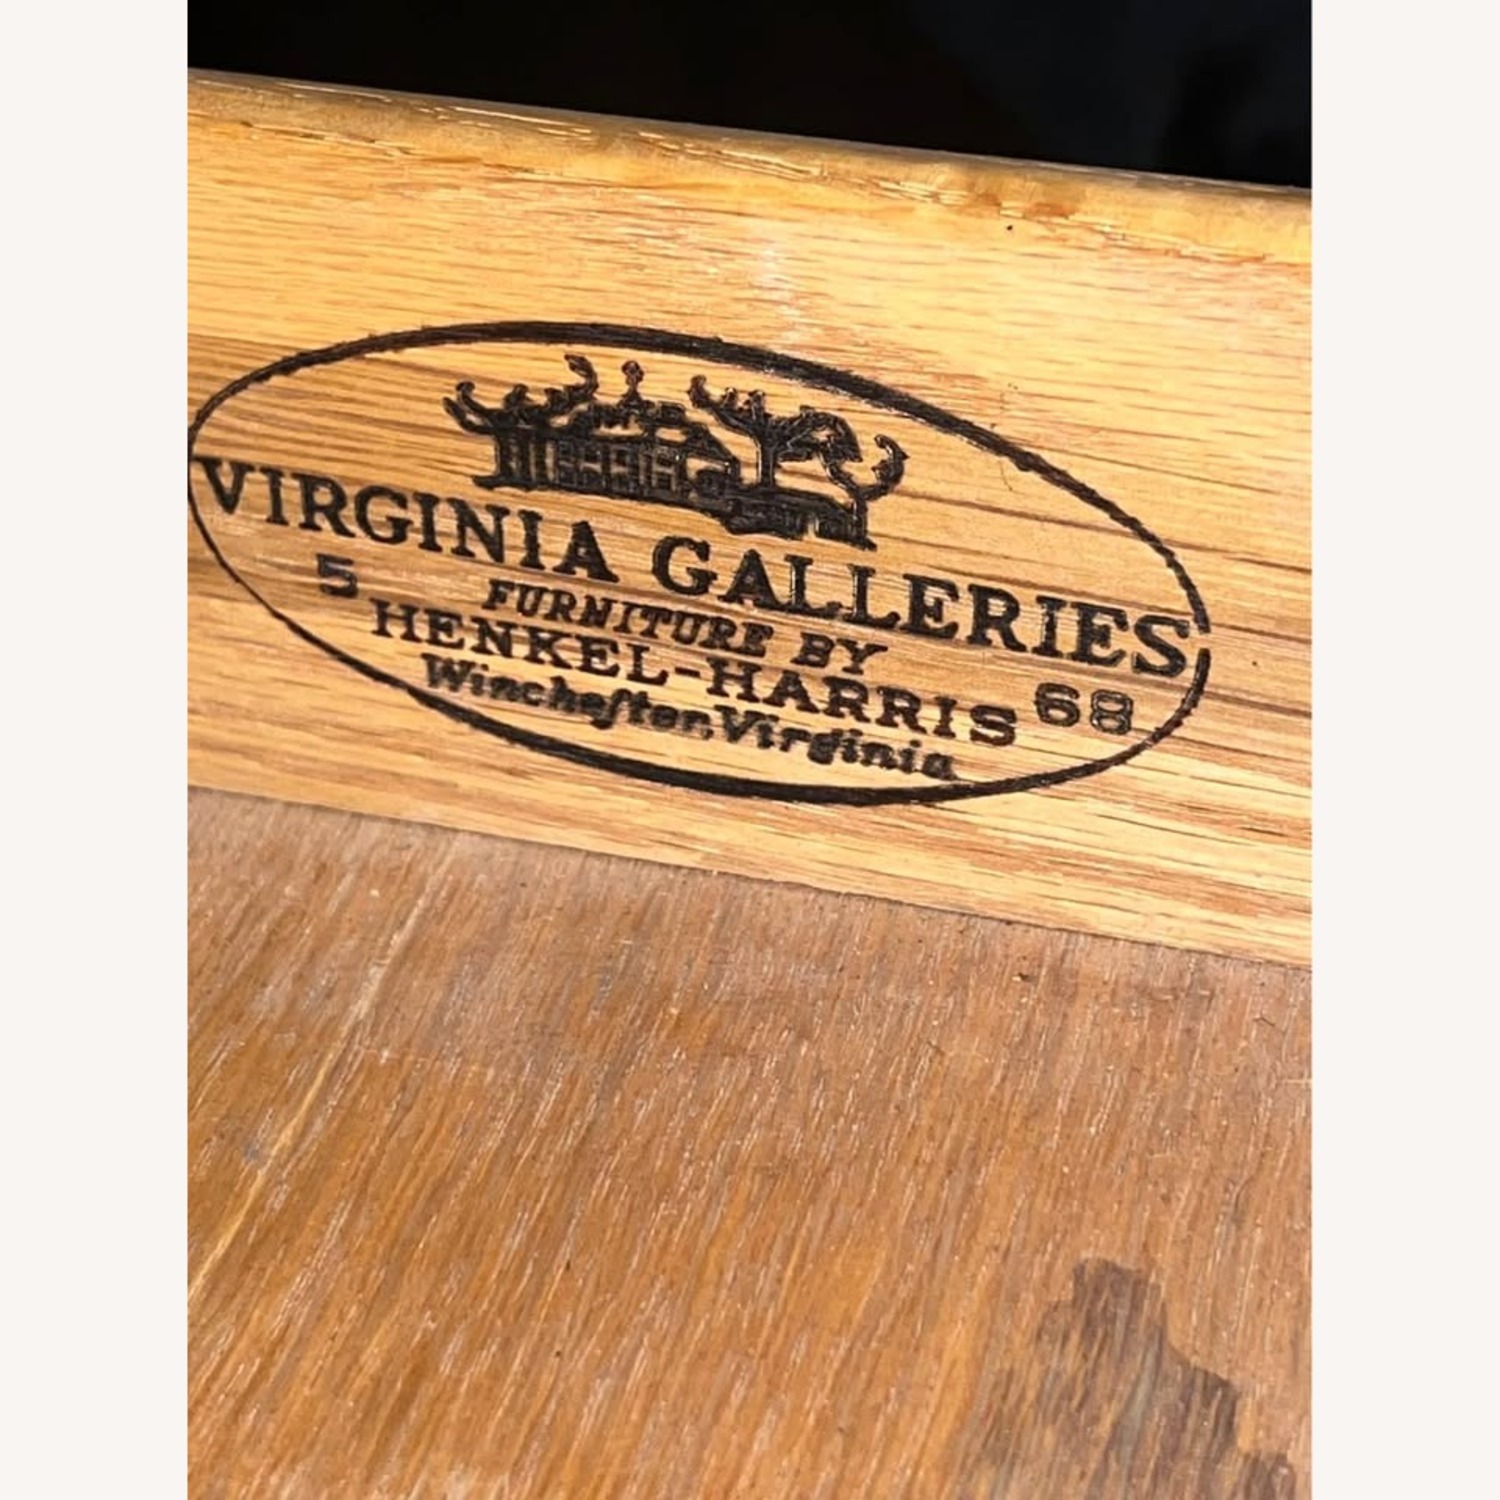 VIRGINIA GALLERIES
5 FURNITURE BY
HENKEL-HARRIS 68
Wincheſter, Virginia